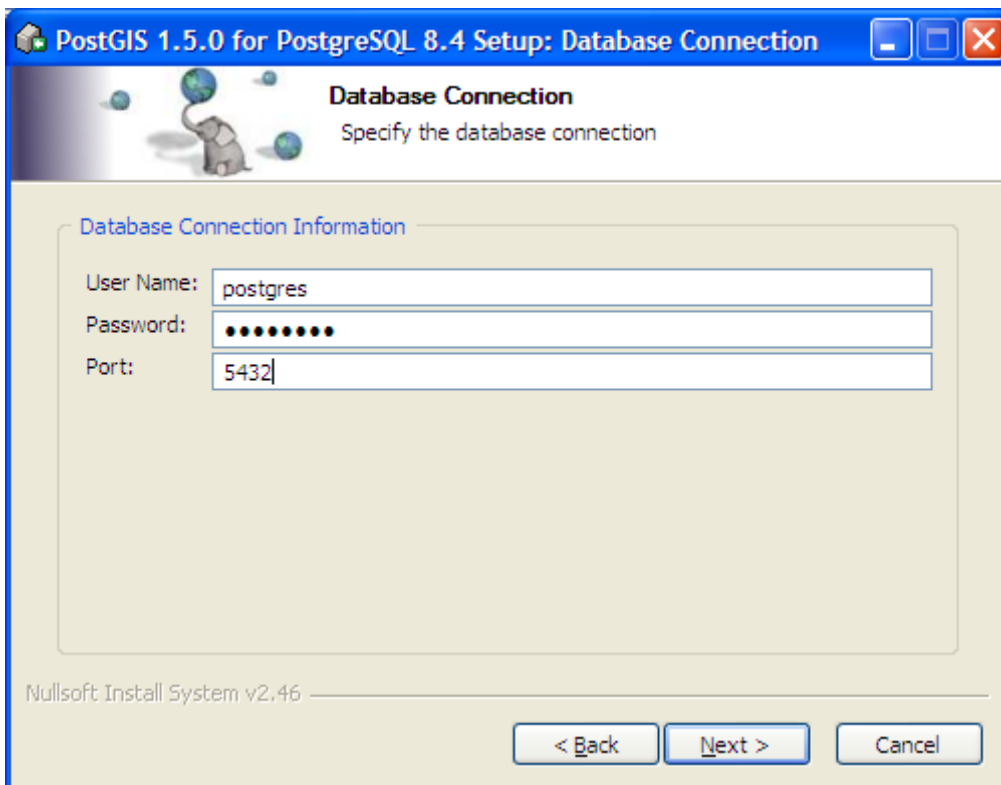 PostGIS 1.5.0 for PostgreSQL 8.4 Setup: Database Connection
Database Connection
Specify the database connection
Database Connection Information
User Name: postgres
Password: ●●●●●●●●
Port: 5432
Nullsoft Install System v2.46
< Back Next > Cancel